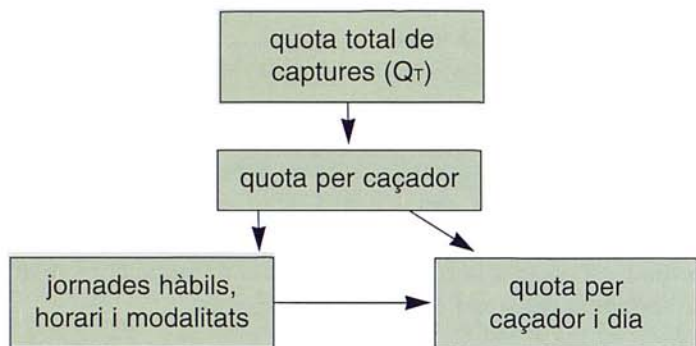 quota total de
captures (QT)
quota per caçador
jornades hàbils,
horari i modalitats
quota per
caçador i dia